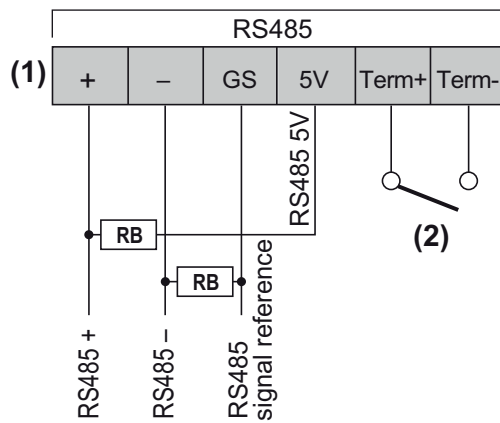 RS485
(1) + – GS 5V Term+ Term-
RS485 5V
RB
(2)
RB
RS485 +
RS485 –
RS485
signal reference